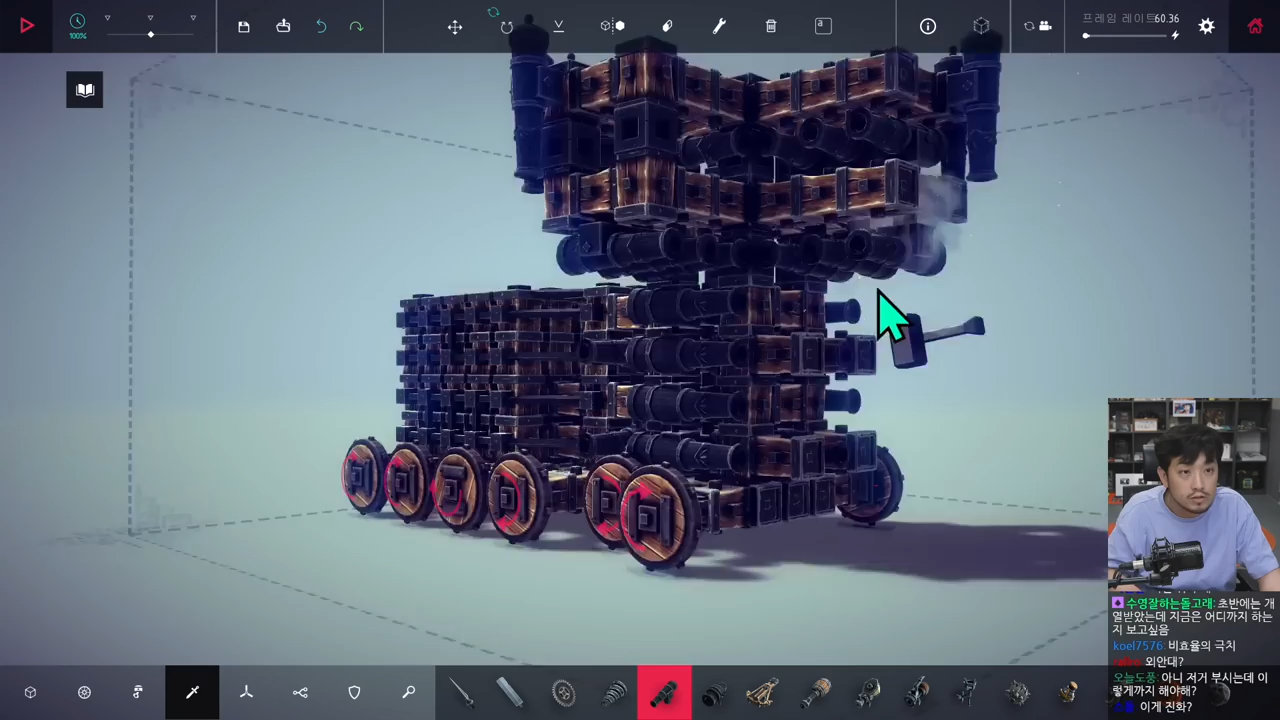 100%
a
프레임 레이트 60.36
수영잘하는돌고래: 초반에는 개
열받았는데 지금은 어디까지 하는
지 보고싶음
koel7576: 비효율의 극치
외안대?
오늘도풍: 아니 저거 부시는데 이
렇게까지 해야해?
이게 진화?